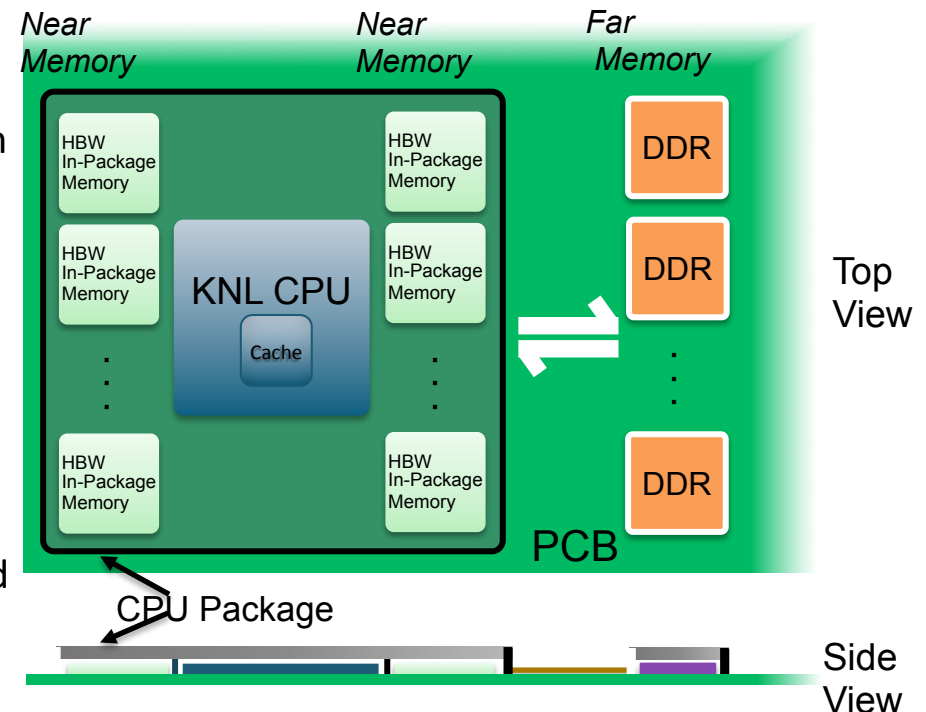 Near
Memory
Near
Memory
Far
Memory
HBW
In-Package
Memory
HBW
In-Package
Memory
DDR
HBW
In-Package
Memory
KNL CPU
Cache
HBW
In-Package
Memory
DDR
Top
View
HBW
In-Package
Memory
HBW
In-Package
Memory
DDR
PCB
CPU Package
Side
View